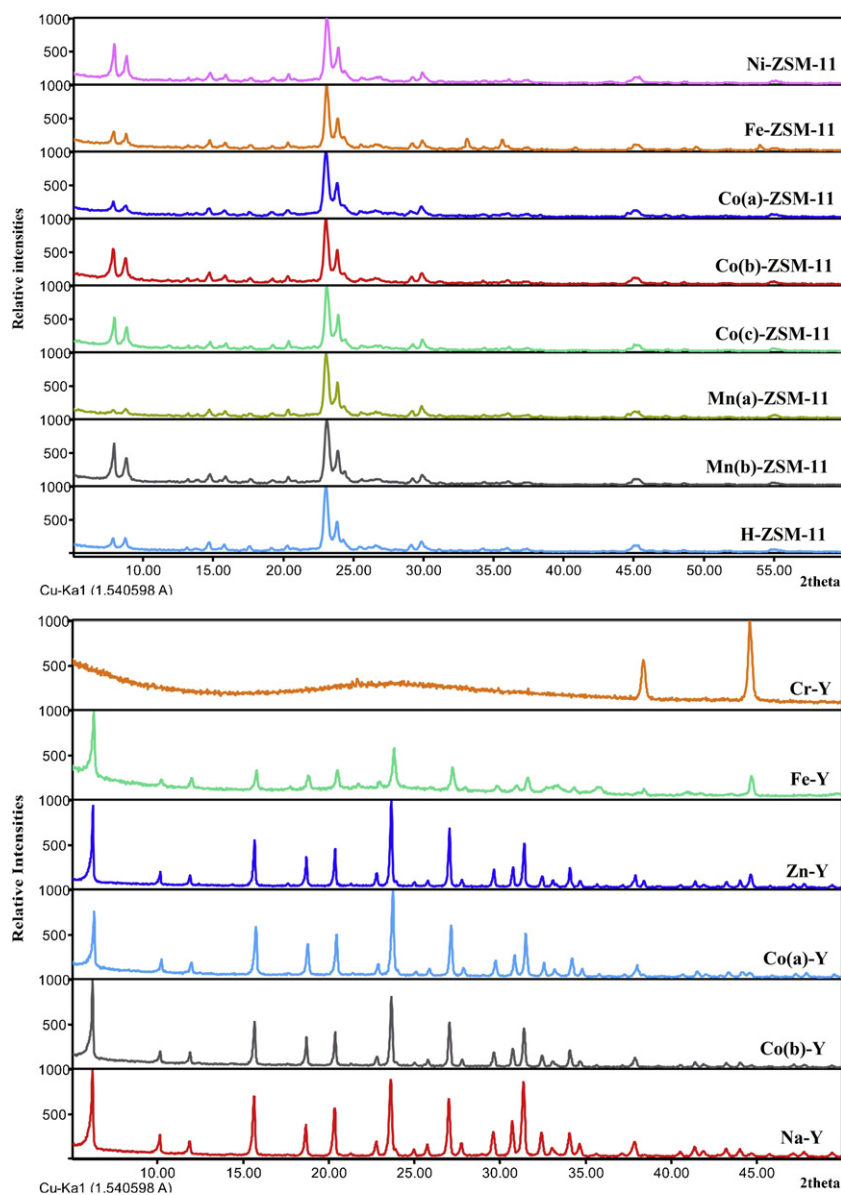 1000
500
Ni-ZSM-11
1000
500
Fe-ZSM-11
1000
500
Co(a)-ZSM-11
1000
500
Co(b)-ZSM-11
1000
500
Co(c)-ZSM-11
1000
500
Mn(a)-ZSM-11
1000
500
Mn(b)-ZSM-11
1000
500
H-ZSM-11
Relative intensities
10.00 15.00 20.00 25.00 30.00 35.00 40.00 45.00 50.00 55.00
2theta
Cu-Ka1 (1.540598 A)
1000
500
Cr-Y
1000
500
Fe-Y
1000
500
Zn-Y
1000
500
Co(a)-Y
1000
500
Co(b)-Y
1000
500
Na-Y
Relative Intensities
10.00 15.00 20.00 25.00 30.00 35.00 40.00 45.00
2theta
Cu-Ka1 (1.540598 A)